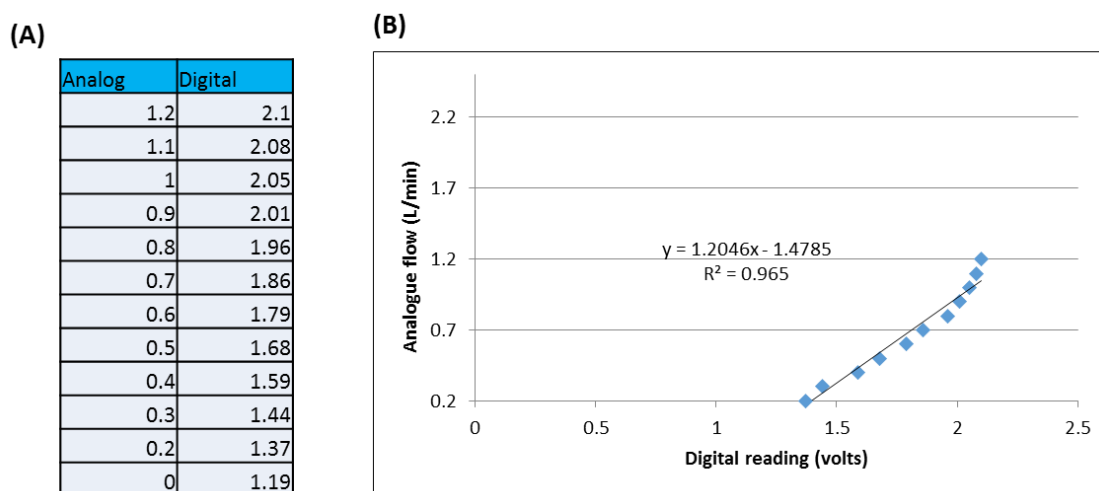 (A)
Analog Digital
1.2 2.1
1.1 2.08
1 2.05
0.9 2.01
0.8 1.96
0.7 1.86
0.6 1.79
0.5 1.68
0.4 1.59
0.3 1.44
0.2 1.37
0 1.19
(B)
Analogue flow (L/min)
2.2
1.7
1.2
0.7
0.2
y = 1.2046x - 1.4785
R² = 0.965
0 0.5 1 1.5 2 2.5
Digital reading (volts)